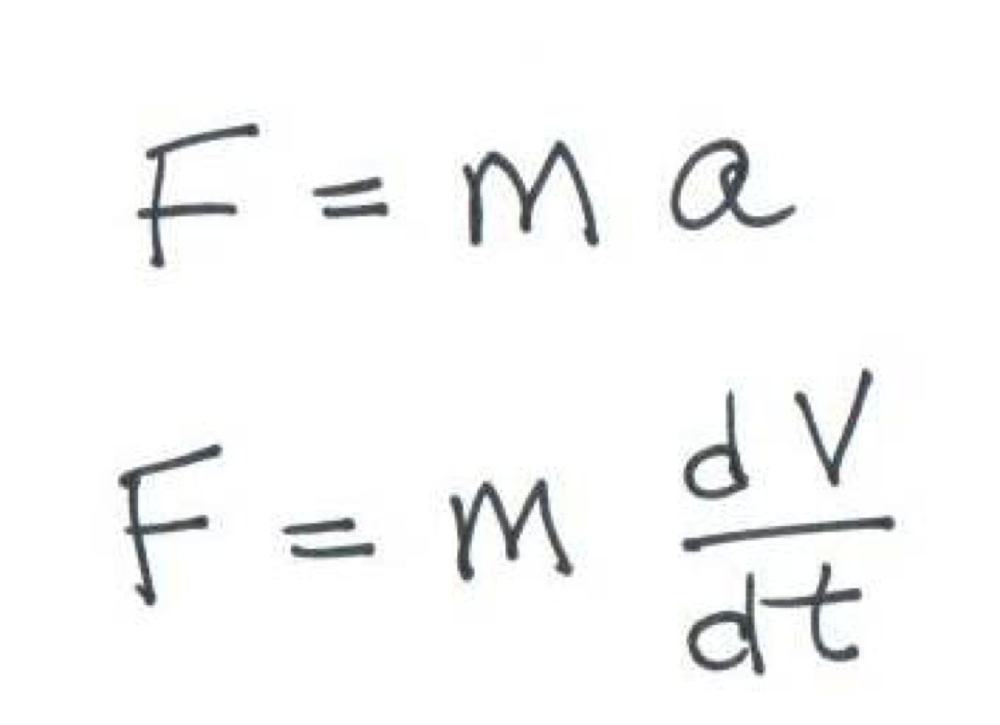 F = m a
F = m dV/dt